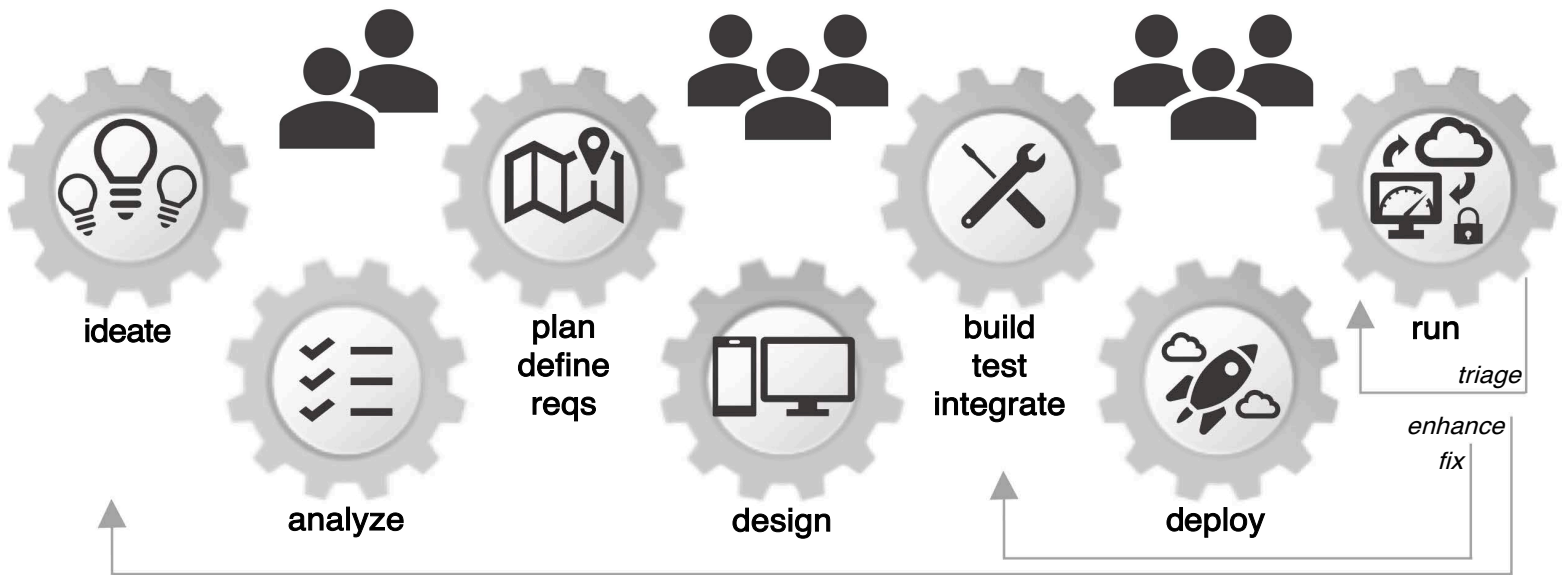 ideate
analyze
plan
define
reqs
design
build
test
integrate
deploy
run
triage
enhance
fix